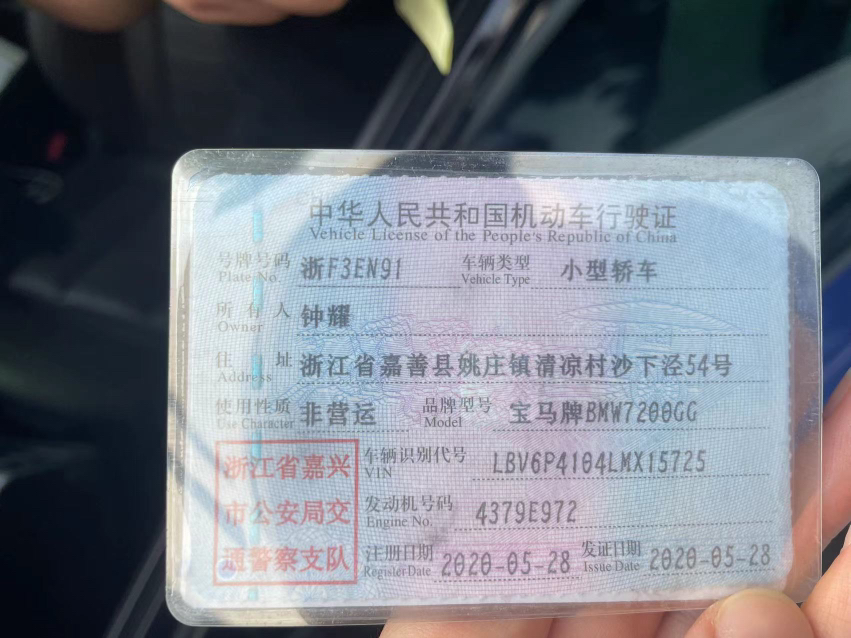 中华人民共和国机动车行驶证
Vehicle License of the People's Republic of China
号牌号码 浙F3EN91 车辆类型 小型轿车
Plate No. Vehicle Type
所有人 钟耀
Owner
住址 浙江省嘉善县姚庄镇清凉村沙下泾54号
Address
使用性质 非营运 品牌型号 宝马牌BMW7200GG
Use Character Model
浙江省嘉兴
市公安局交
通警察支队
车辆识别代号 LBV6P4104LMX15725
VIN
发动机号码 4379E972
Engine No.
注册日期 2020-05-28 发证日期 2020-05-28
Register Date Issue Date